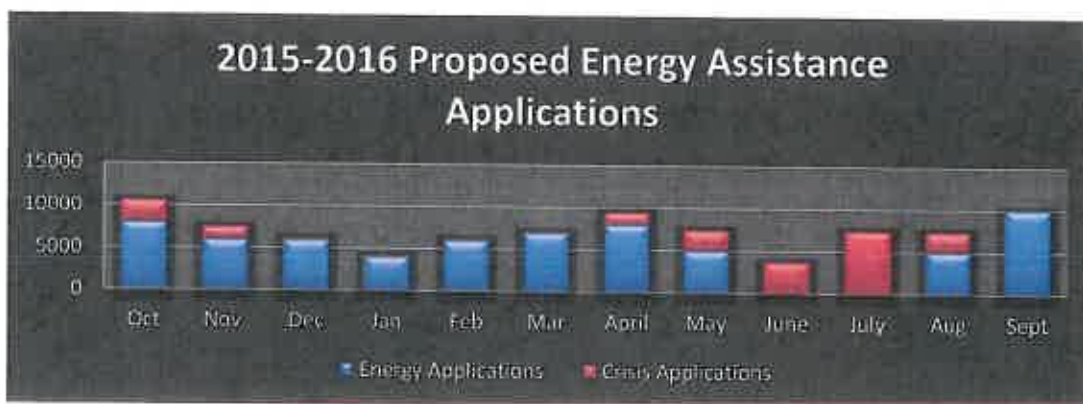 2015-2016 Proposed Energy Assistance
Applications
15000
10000
5000
0
Oct Nov Dec Jan Feb Mar April May June July Aug Sept
Energy Applications Crisis Applications